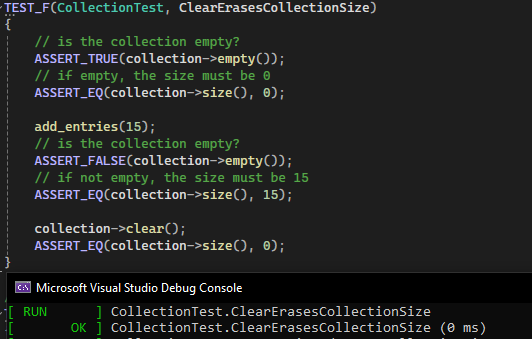 TEST_F(CollectionTest, ClearErasesCollectionSize)
{
// is the collection empty?
ASSERT_TRUE(collection->empty());
// if empty, the size must be 0
ASSERT_EQ(collection->size(), 0);
add_entries(15);
// is the collection empty?
ASSERT_FALSE(collection->empty());
// if not empty, the size must be 15
ASSERT_EQ(collection->size(), 15);
collection->clear();
ASSERT_EQ(collection->size(), 0);
}
Microsoft Visual Studio Debug Console
[ RUN      ] CollectionTest.ClearErasesCollectionSize
[       OK ] CollectionTest.ClearErasesCollectionSize (0 ms)